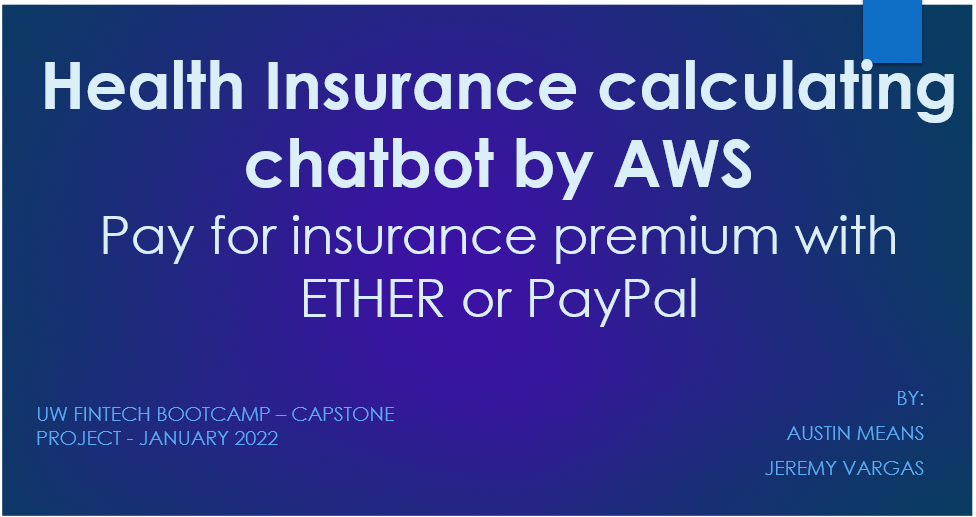 Health Insurance calculating
chatbot by AWS
Pay for insurance premium with
ETHER or PayPal
UW FINTECH BOOTCAMP – CAPSTONE
PROJECT - JANUARY 2022
BY:
AUSTIN MEANS
JEREMY VARGAS